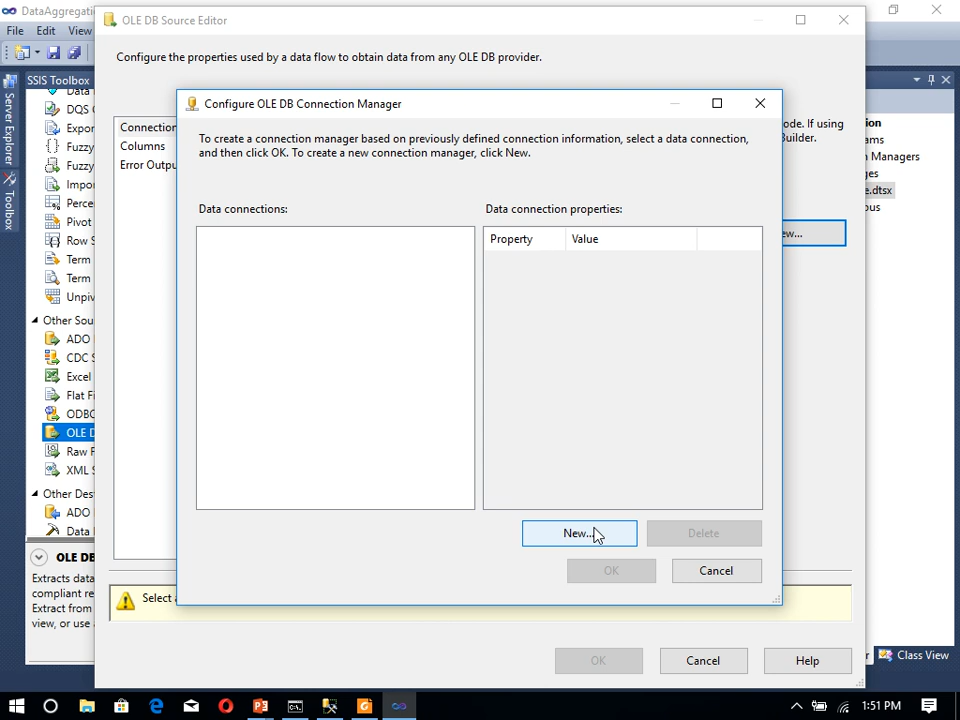 DataAggregati
OLE DB Source Editor
File Edit View
Configure the properties used by a data flow to obtain data from any OLE DB provider.
SSIS Toolbox
Server Explorer
Toolbox
DQS C
Expor
Fuzzy
Fuzzy
Impo
Perce
Pivot
Row S
Term
Term
Unpiv
Other Sou
ADO
CDC S
Excel
Flat Fi
ODBC
OLE D
Raw F
XML S
Other Dest
ADO
Data
OLE DB
Extracts data
compliant re
Extract from
view, or use a
Connection
Columns
Error Outpu
Configure OLE DB Connection Manager
To create a connection manager based on previously defined connection information, select a data connection,
and then click OK. To create a new connection manager, click New.
Data connections:
Data connection properties:
Property Value
New... Delete
OK Cancel
ode. If using
Builder.
ew...
Select a
OK Cancel Help
ion
ams
n Managers
ges
e.dtsx
ous
Class View
1:51 PM